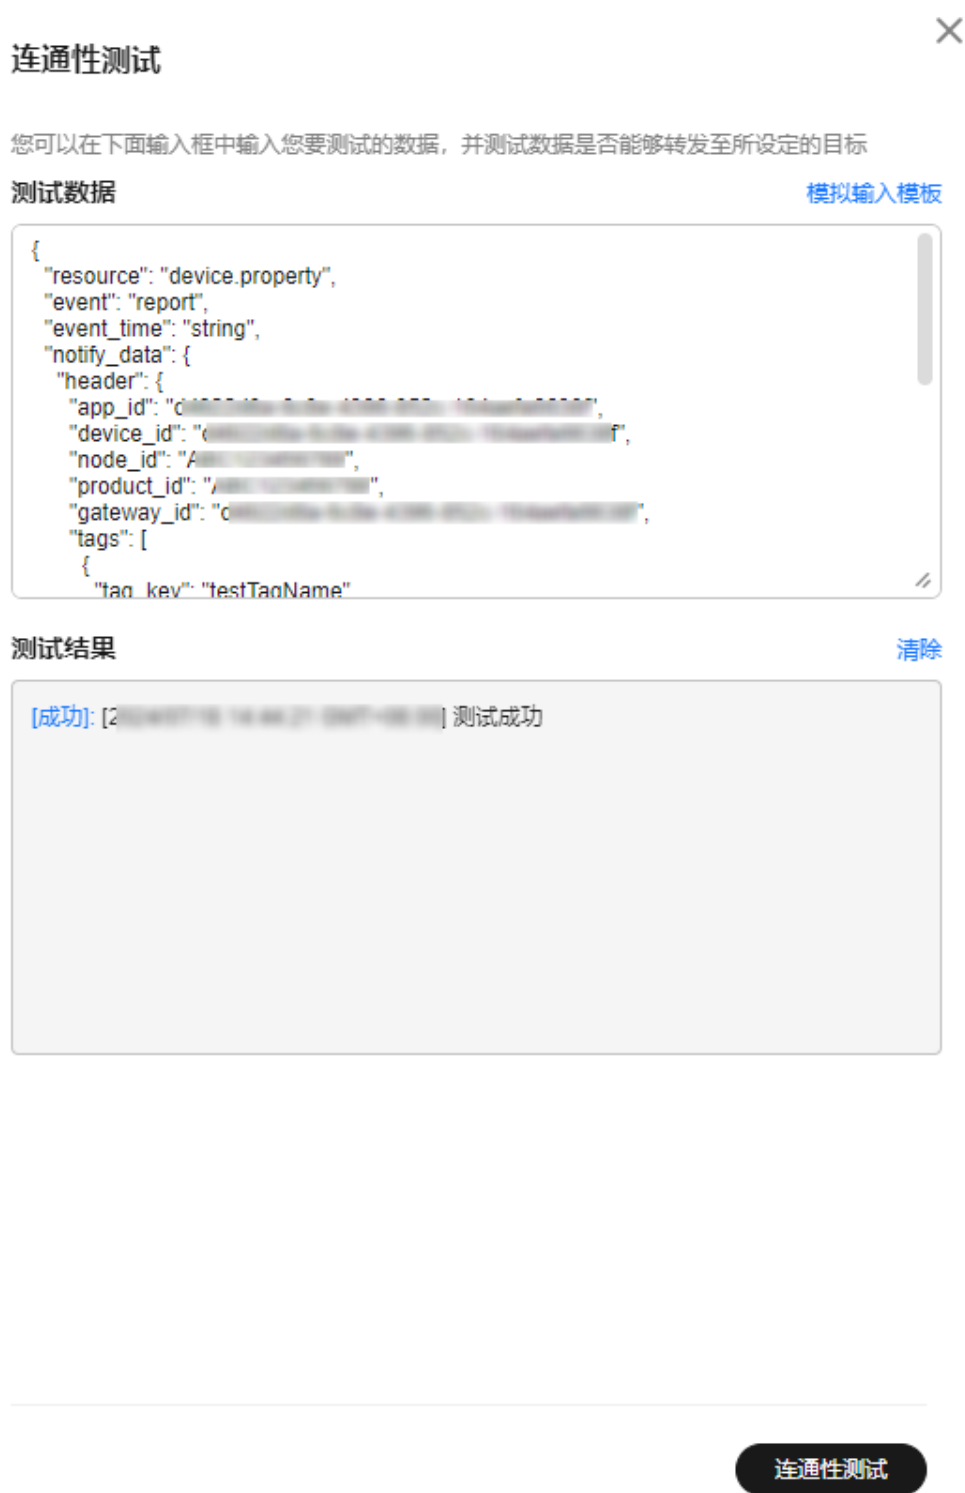 连通性测试
您可以在下面输入框中输入您要测试的数据，并测试数据是否能够转发至所设定的目标
测试数据
模拟输入模板
{
"resource": "device.property",
"event": "report",
"event_time": "string",
"notify_data": {
"header": {
"app_id": "d
"device_id": "d f",
"node_id": "A ",
"product_id": "A ",
"gateway_id": "d ",
"tags": [
{
"tag_key": "testTagName"
测试结果
清除
[成功]: [2 ] 测试成功
连通性测试